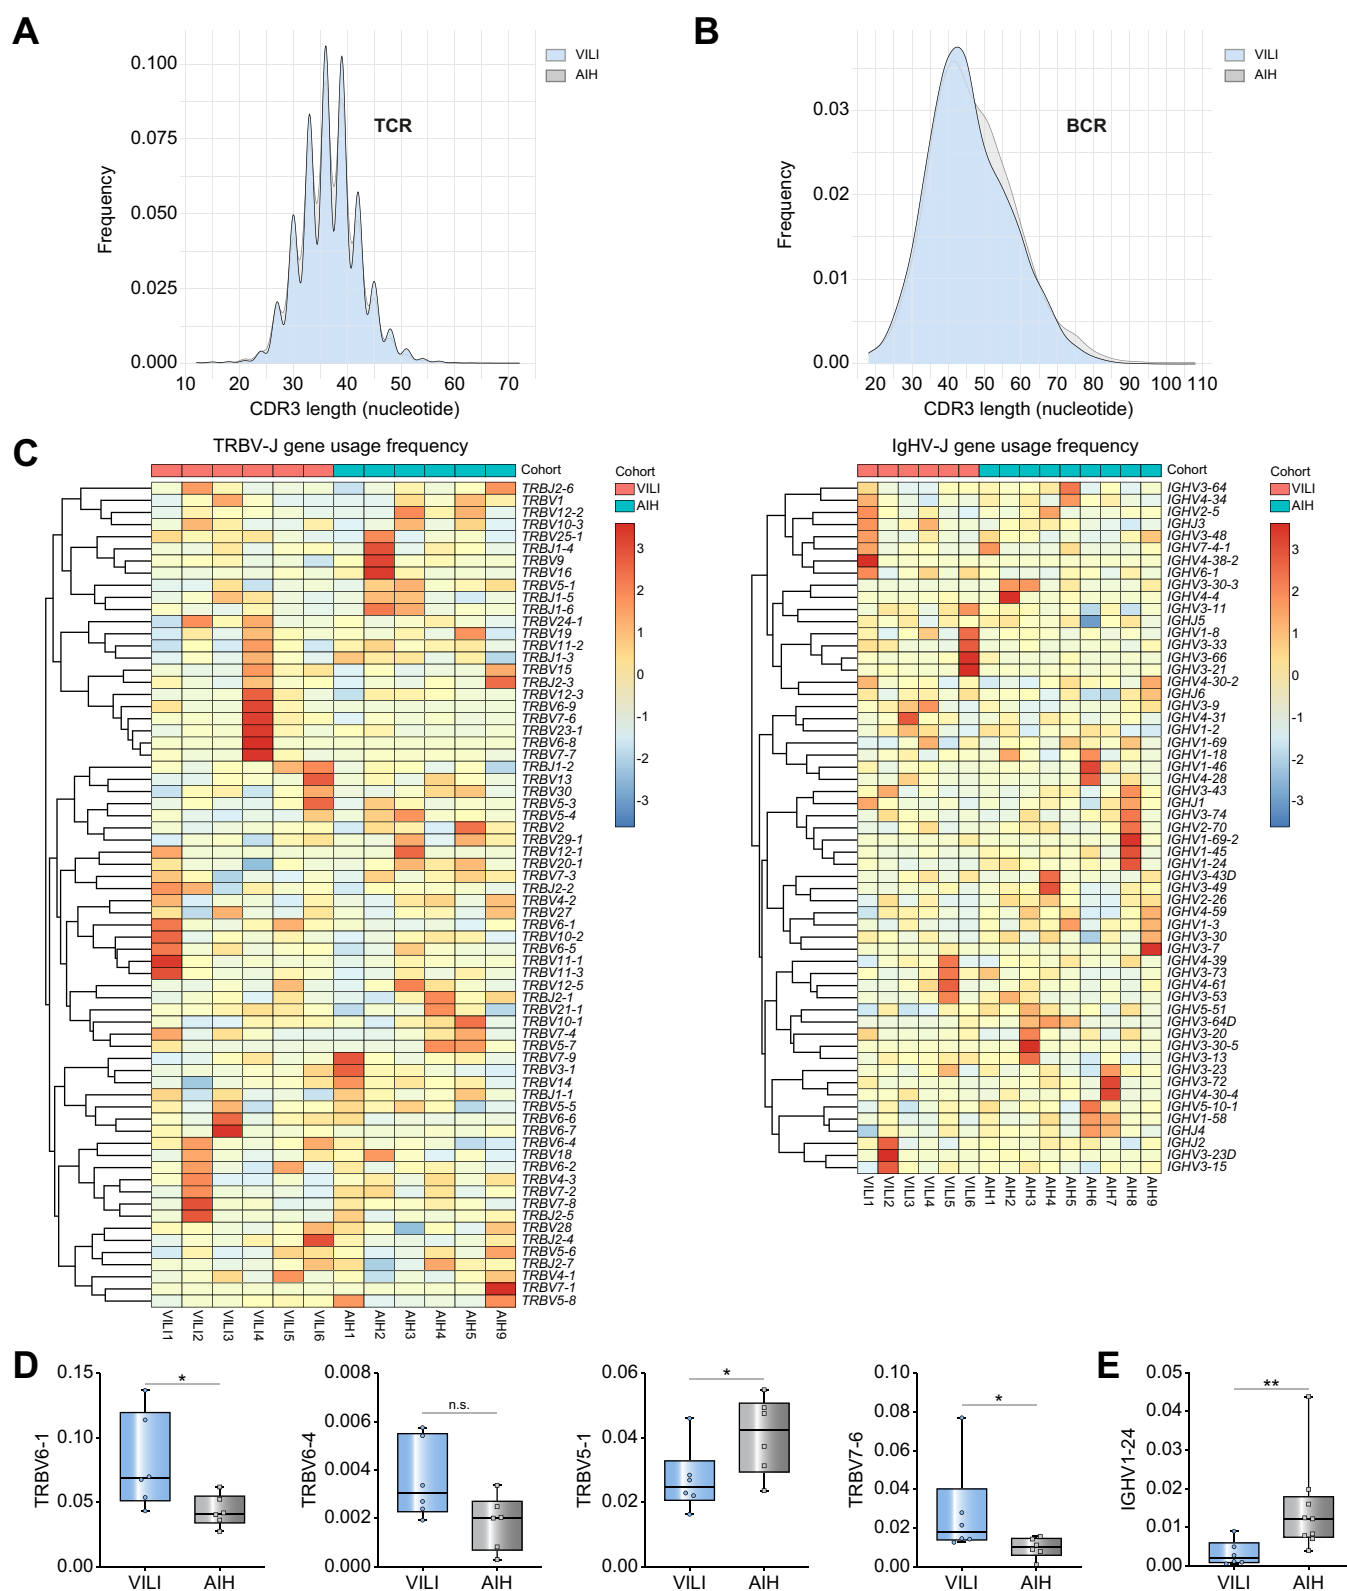 A
0.100
0.075
0.050
0.025
0.000
Frequency
TCR
VILI
AIH
10 20 30 40 50 60 70
CDR3 length (nucleotide)
B
0.03
0.02
0.01
0.00
Frequency
BCR
VILI
AIH
20 30 40 50 60 70 80 90 100 110
CDR3 length (nucleotide)
C
TRBV-J gene usage frequency
Cohort
TRBJ2-6
TRBV1
TRBV12-2
TRBV10-3
TRBV25-1
TRBJ1-4
TRBV9
TRBV16
TRBV5-1
TRBJ1-5
TRBJ1-6
TRBV24-1
TRBV19
TRBV11-2
TRBJ1-3
TRBV15
TRBJ2-3
TRBV12-3
TRBV6-9
TRBV7-6
TRBV23-1
TRBV6-8
TRBV7-7
TRBJ1-2
TRBV13
TRBV30
TRBV5-3
TRBV5-4
TRBV2
TRBV29-1
TRBV12-1
TRBV20-1
TRBV7-3
TRBJ2-2
TRBV4-2
TRBV27
TRBV6-1
TRBV10-2
TRBV6-5
TRBV11-1
TRBV11-3
TRBV12-5
TRBJ2-1
TRBV21-1
TRBV10-1
TRBV7-4
TRBV5-7
TRBV7-9
TRBV3-1
TRBV14
TRBJ1-1
TRBV5-5
TRBV6-6
TRBV6-7
TRBV6-4
TRBV18
TRBV6-2
TRBV4-3
TRBV7-2
TRBV7-8
TRBJ2-5
TRBV28
TRBJ2-4
TRBV5-6
TRBJ2-7
TRBV4-1
TRBV7-1
TRBV5-8
VILI1 VILI2 VILI3 VILI4 VILI5 VILI6 AIH1 AIH2 AIH3 AIH4 AIH5 AIH9
Cohort
VILI
AIH
3
2
1
0
-1
-2
-3
IgHV-J gene usage frequency
Cohort
IGHV3-64
IGHV4-34
IGHV2-5
IGHJ3
IGHV3-48
IGHV7-4-1
IGHV4-38-2
IGHV6-1
IGHV3-30-3
IGHV4-4
IGHV3-11
IGHJ5
IGHV1-8
IGHV3-33
IGHV3-66
IGHV3-21
IGHV4-30-2
IGHJ6
IGHV3-9
IGHV4-31
IGHV1-2
IGHV1-69
IGHV1-18
IGHV1-46
IGHV4-28
IGHV3-43
IGHJ1
IGHV3-74
IGHV2-70
IGHV1-69-2
IGHV1-45
IGHV1-24
IGHV3-43D
IGHV3-49
IGHV2-26
IGHV4-59
IGHV1-3
IGHV3-30
IGHV3-7
IGHV4-39
IGHV3-73
IGHV4-61
IGHV3-53
IGHV5-51
IGHV3-64D
IGHV3-20
IGHV3-30-5
IGHV3-13
IGHV3-23
IGHV3-72
IGHV4-30-4
IGHV5-10-1
IGHV1-58
IGHJ4
IGHJ2
IGHV3-23D
IGHV3-15
VILI1 VILI2 VILI3 VILI4 VILI5 VILI6 AIH1 AIH2 AIH3 AIH4 AIH5 AIH6 AIH7 AIH8 AIH9
Cohort
VILI
AIH
3
2
1
0
-1
-2
-3
D
TRBV6-1
0.15
0.10
0.05
0.00
*
VILI AIH
TRBV6-4
0.008
0.006
0.004
0.002
0.000
n.s.
VILI AIH
TRBV5-1
0.06
0.04
0.02
0.00
*
VILI AIH
TRBV7-6
0.10
0.08
0.06
0.04
0.02
0.00
*
VILI AIH
E
IGHV1-24
0.05
0.04
0.03
0.02
0.01
0.00
**
VILI AIH